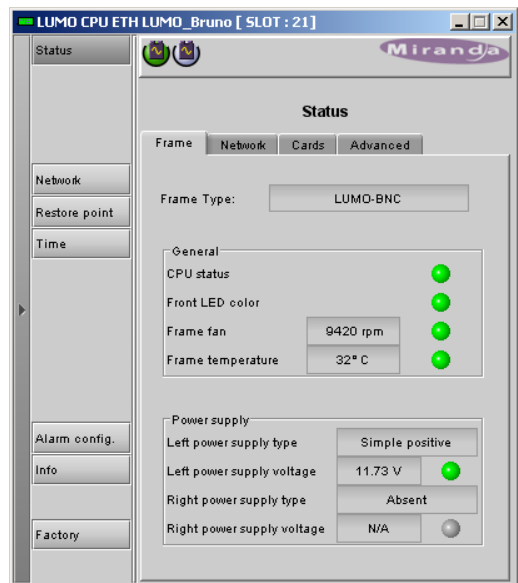 LUMO CPU ETH LUMO_Bruno [ SLOT : 21]
Status
Miranda
Status
Frame Network Cards Advanced
Network
Restore point
Time
Alarm config.
Info
Factory
Frame Type: LUMO-BNC
General
CPU status
Front LED color
Frame fan 9420 rpm
Frame temperature 32° C
Power supply
Left power supply type Simple positive
Left power supply voltage 11.73 V
Right power supply type Absent
Right power supply voltage N/A